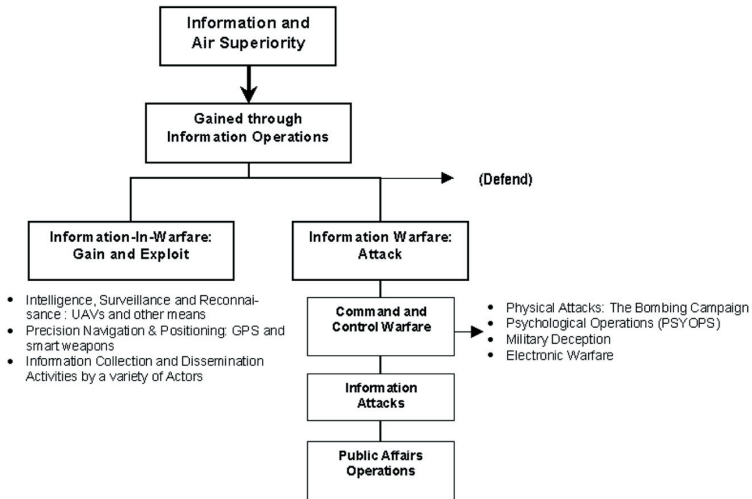 Information and
Air Superiority
Gained through
Information Operations
(Defend)
Information-In-Warfare:
Gain and Exploit
Information Warfare:
Attack
• Intelligence, Surveillance and Reconnai-
sance : UAVs and other means
• Precision Navigation & Positioning: GPS and
smart weapons
• Information Collection and Dissemination
Activities by a variety of Actors
Command and
Control Warfare
• Physical Attacks: The Bombing Campaign
• Psychological Operations (PSYOPS)
• Military Deception
• Electronic Warfare
Information
Attacks
Public Affairs
Operations